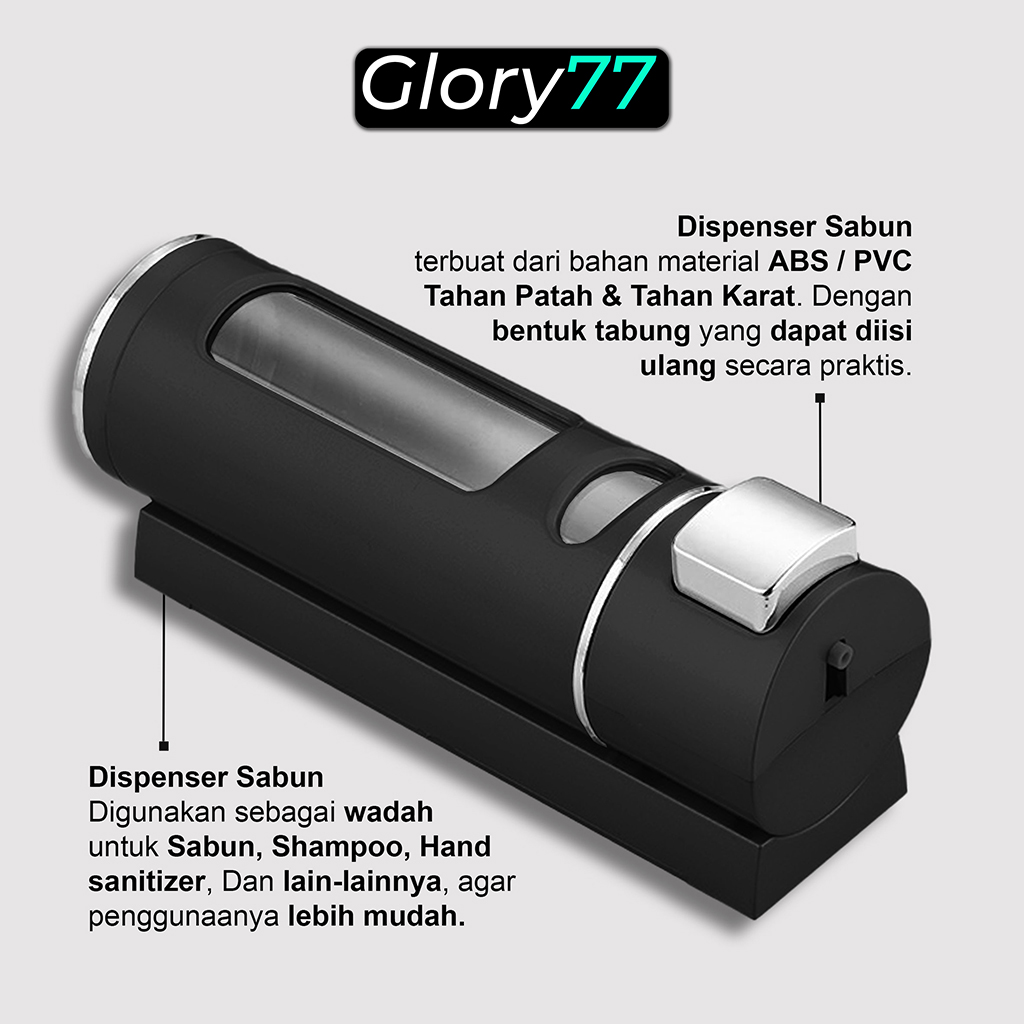 Glory77
Dispenser Sabun
terbuat dari bahan material ABS / PVC
Tahan Patah & Tahan Karat. Dengan
bentuk tabung yang dapat diisi
ulang secara praktis.
Dispenser Sabun
Digunakan sebagai wadah
untuk Sabun, Shampoo, Hand
sanitizer, Dan lain-lainnya, agar
penggunaanya lebih mudah.